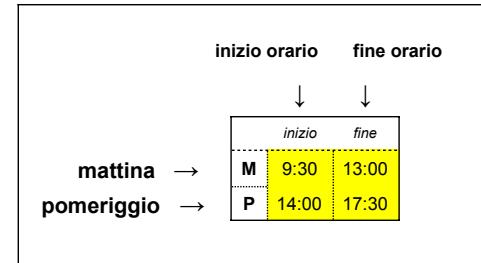 inizio orario fine orario
↓ ↓
inizio fine
mattina → M 9:30 13:00
pomeriggio → P 14:00 17:30